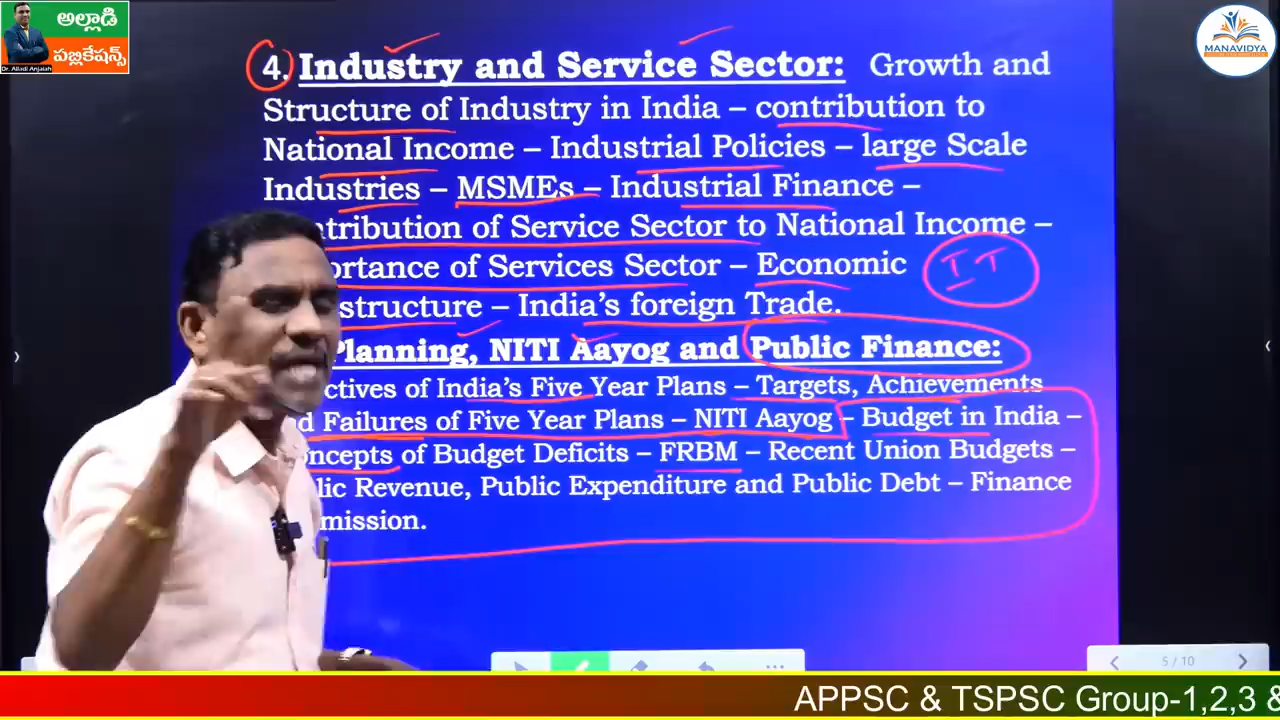 అల్లాడి
పబ్లికేషన్స్
Dr. Alladi Anjaiah
MANAVIDYA
4. Industry and Service Sector: Growth and
Structure of Industry in India – contribution to
National Income – Industrial Policies – large Scale
Industries – MSMEs – Industrial Finance –
ntribution of Service Sector to National Income –
portance of Services Sector – Economic
IT
structure – India's foreign Trade.
Planning, NITI Aayog and Public Finance:
ctives of India's Five Year Plans – Targets, Achievements
d Failures of Five Year Plans – NITI Aayog – Budget in India –
oncepts of Budget Deficits – FRBM – Recent Union Budgets –
lic Revenue, Public Expenditure and Public Debt – Finance
mission.
5 / 10
APPSC & TSPSC Group-1,2,3 &